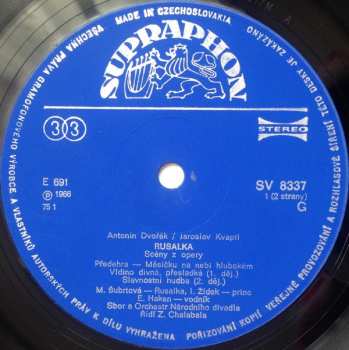 MADE IN CZECHOSLOVAKIA
VŠECHNA PRÁVA GRAMOFONOVÉHO VÝROBCE A VLASTNÍKŮ AUTORSKÝCH PRÁV K DÍLU VYHRAŽENA
POŘIZOVÁNÍ KOPIÍ VEŘEJNÉ PROVOZOVÁNÍ A ROZHLASOVÉ ŠÍŘENÍ TÉTO DESKY JE ZAKÁZÁNO
SUPRAPHON
33
STEREO
E 691
℗ 1966
75 1
SV 8337
1 (2 strany)
G
Antonín Dvořák / Jaroslav Kvapil
RUSALKA
Scény z opery
Předehra — Měsíčku na nebi hlubokém
Vidino divná, přesladká (1. děj.)
Slavnostní hudba (2. děj.)
M. Šubrtová — Rusalka, I. Žídek — princ
E. Haken — vodník
Sbor a Orchestr Národního divadla
Řídí Z. Chalabala